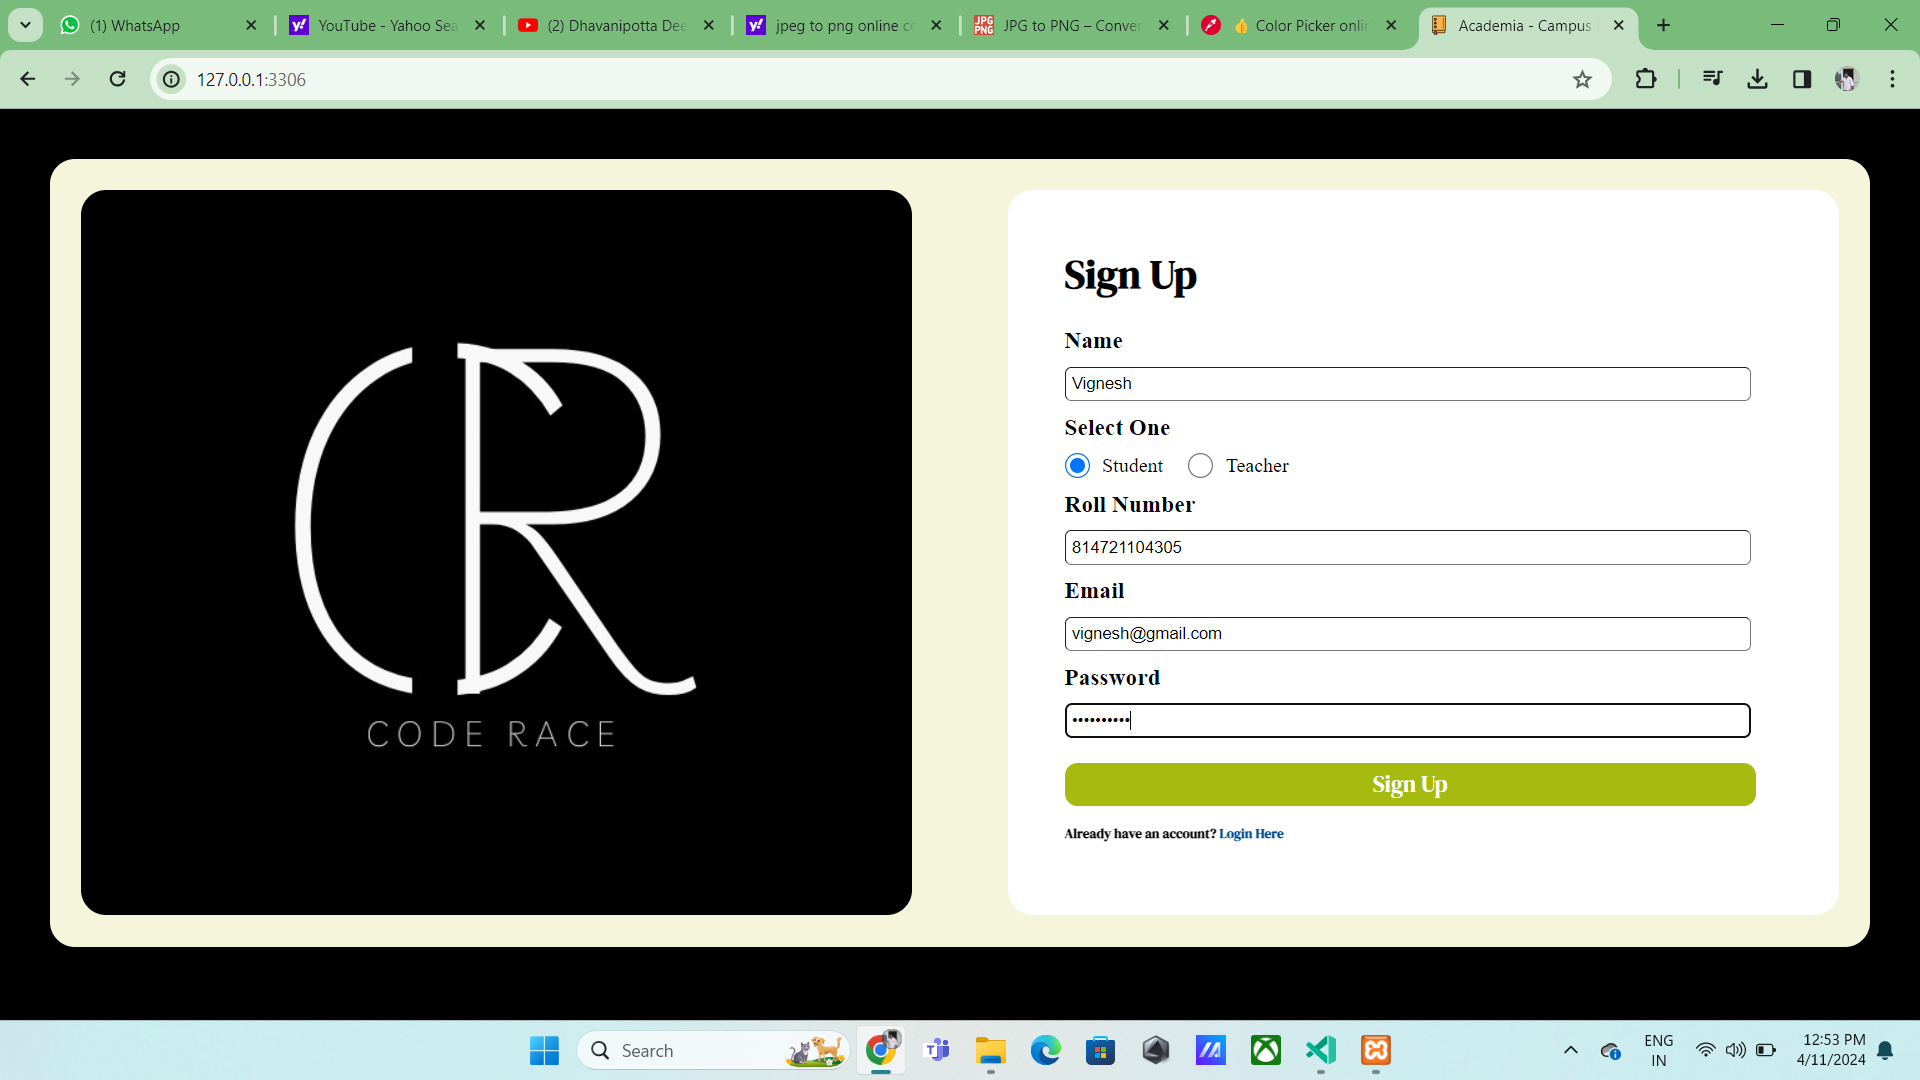 (1) WhatsApp
YouTube - Yahoo Sea
(2) Dhavanipotta Dee
jpeg to png online co
JPG to PNG – Conver
👍 Color Picker onlin
Academia - Campus
127.0.0.1:3306
CODE RACE
Sign Up
Name
Vignesh
Select One
Student Teacher
Roll Number
814721104305
Email
vignesh@gmail.com
Password
••••••••••
Sign Up
Already have an account? Login Here
Search
ENG
IN
12:53 PM
4/11/2024